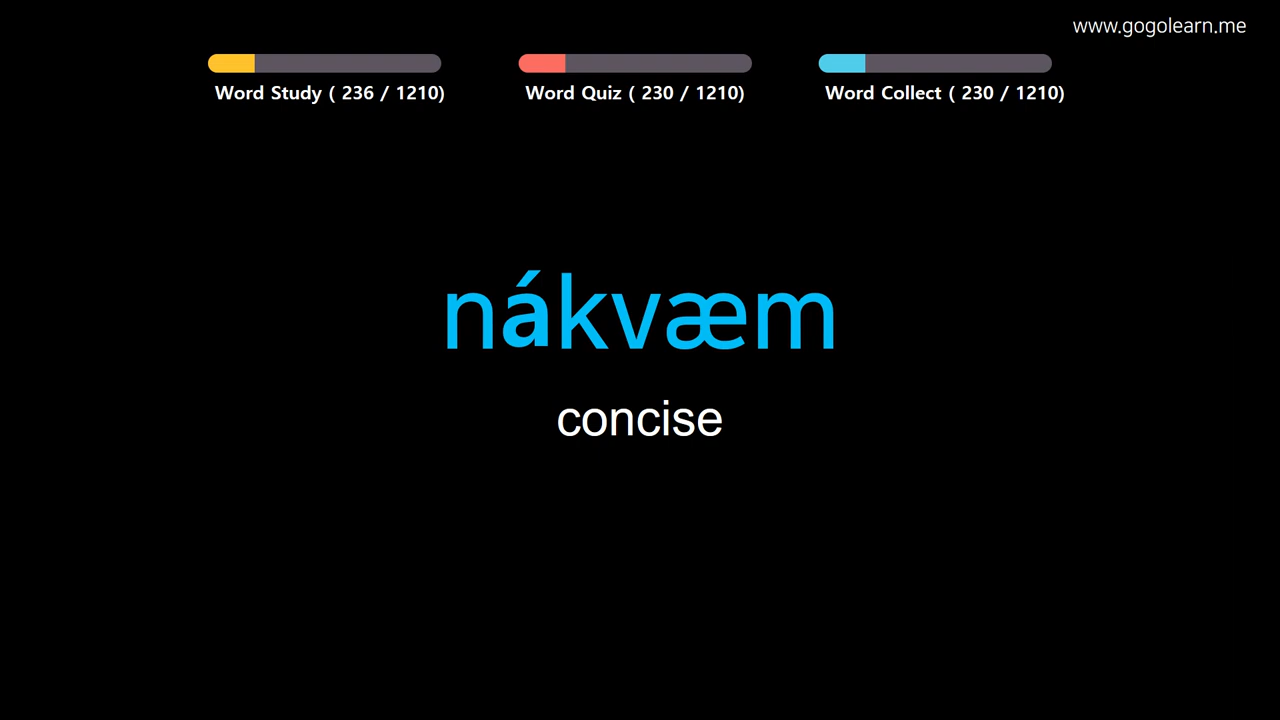 www.gogolearn.me
Word Study ( 236 / 1210)
Word Quiz ( 230 / 1210)
Word Collect ( 230 / 1210)
nákvæm
concise